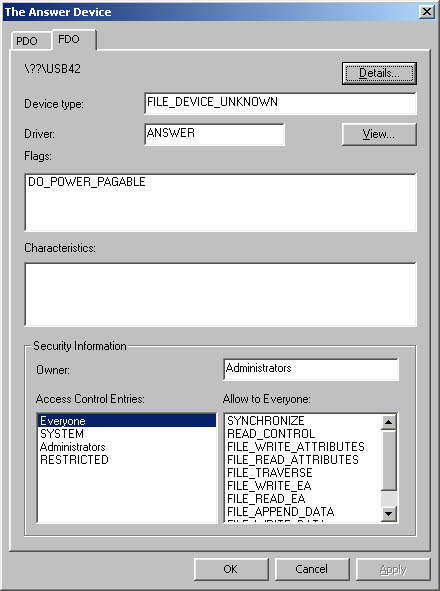 The Answer Device
PDO FDO
\??\USB42
Details...
Device type: FILE_DEVICE_UNKNOWN
Driver: ANSWER View...
Flags:
DO_POWER_PAGABLE
Characteristics:
Security Information
Owner: Administrators
Access Control Entries: Allow to Everyone:
Everyone SYNCHRONIZE
SYSTEM READ_CONTROL
Administrators FILE_WRITE_ATTRIBUTES
RESTRICTED FILE_READ_ATTRIBUTES
FILE_TRAVERSE
FILE_WRITE_EA
FILE_READ_EA
FILE_APPEND_DATA
FILE_WRITE_DATA
OK Cancel Apply